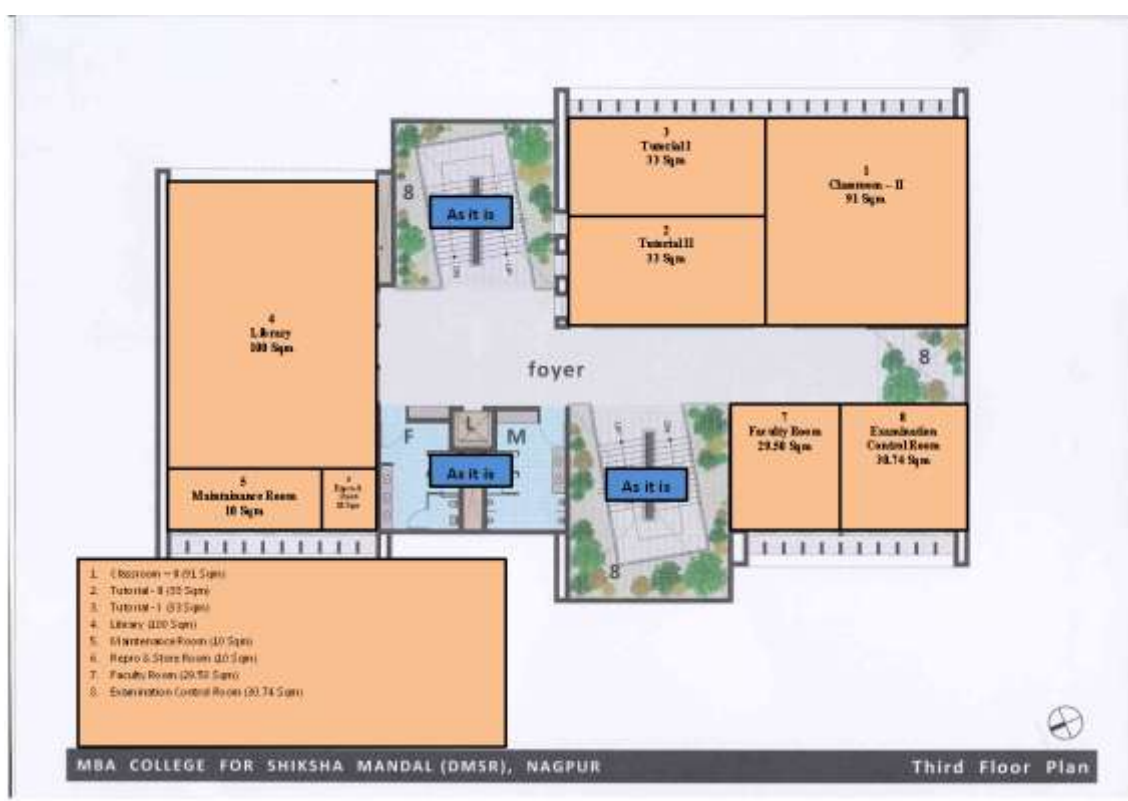 3
Tutorial I
33 Sqm
1
Classroom – II
91 Sqm
8
As it is
2
Tutorial II
33 Sqm
4
Library
100 Sqm
foyer
8
F
L
M
As it is
As it is
UP
7
Faculty Room
29.50 Sqm
8
Examination
Control Room
30.74 Sqm
5
Maintainance Room
10 Sqm
8
1. Classroom – II (91 Sqm)
2. Tutorial - II (33 Sqm)
3. Tutorial - I (33 Sqm)
4. Library (100 Sqm)
5. Maintenance Room (10 Sqm)
6. Repro & Store Room (10 Sqm)
7. Faculty Room (29.50 Sqm)
8. Examination Control Room (30.74 Sqm)
MBA COLLEGE FOR SHIKSHA MANDAL (DMSR), NAGPUR
Third Floor Plan